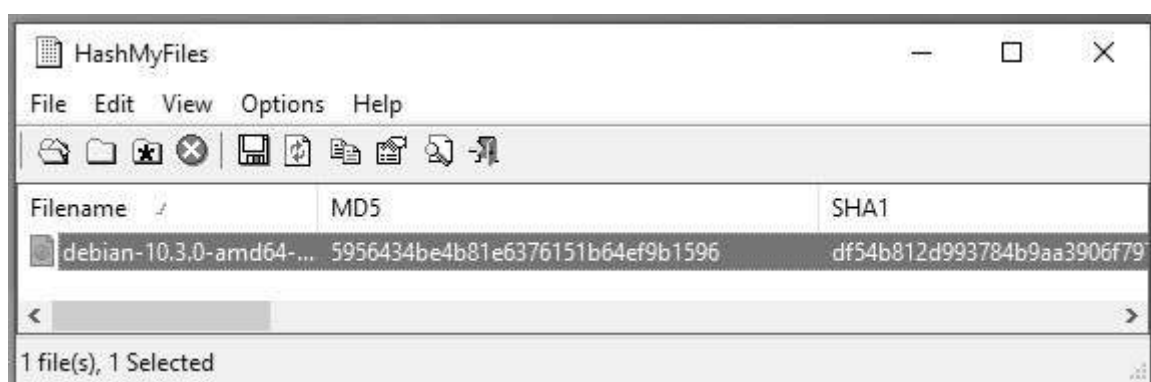 HashMyFiles
File Edit View Options Help
Filename / MD5 SHA1
debian-10.3.0-amd64-... 5956434be4b81e6376151b64ef9b1596 df54b812d993784b9aa3906f79
1 file(s), 1 Selected